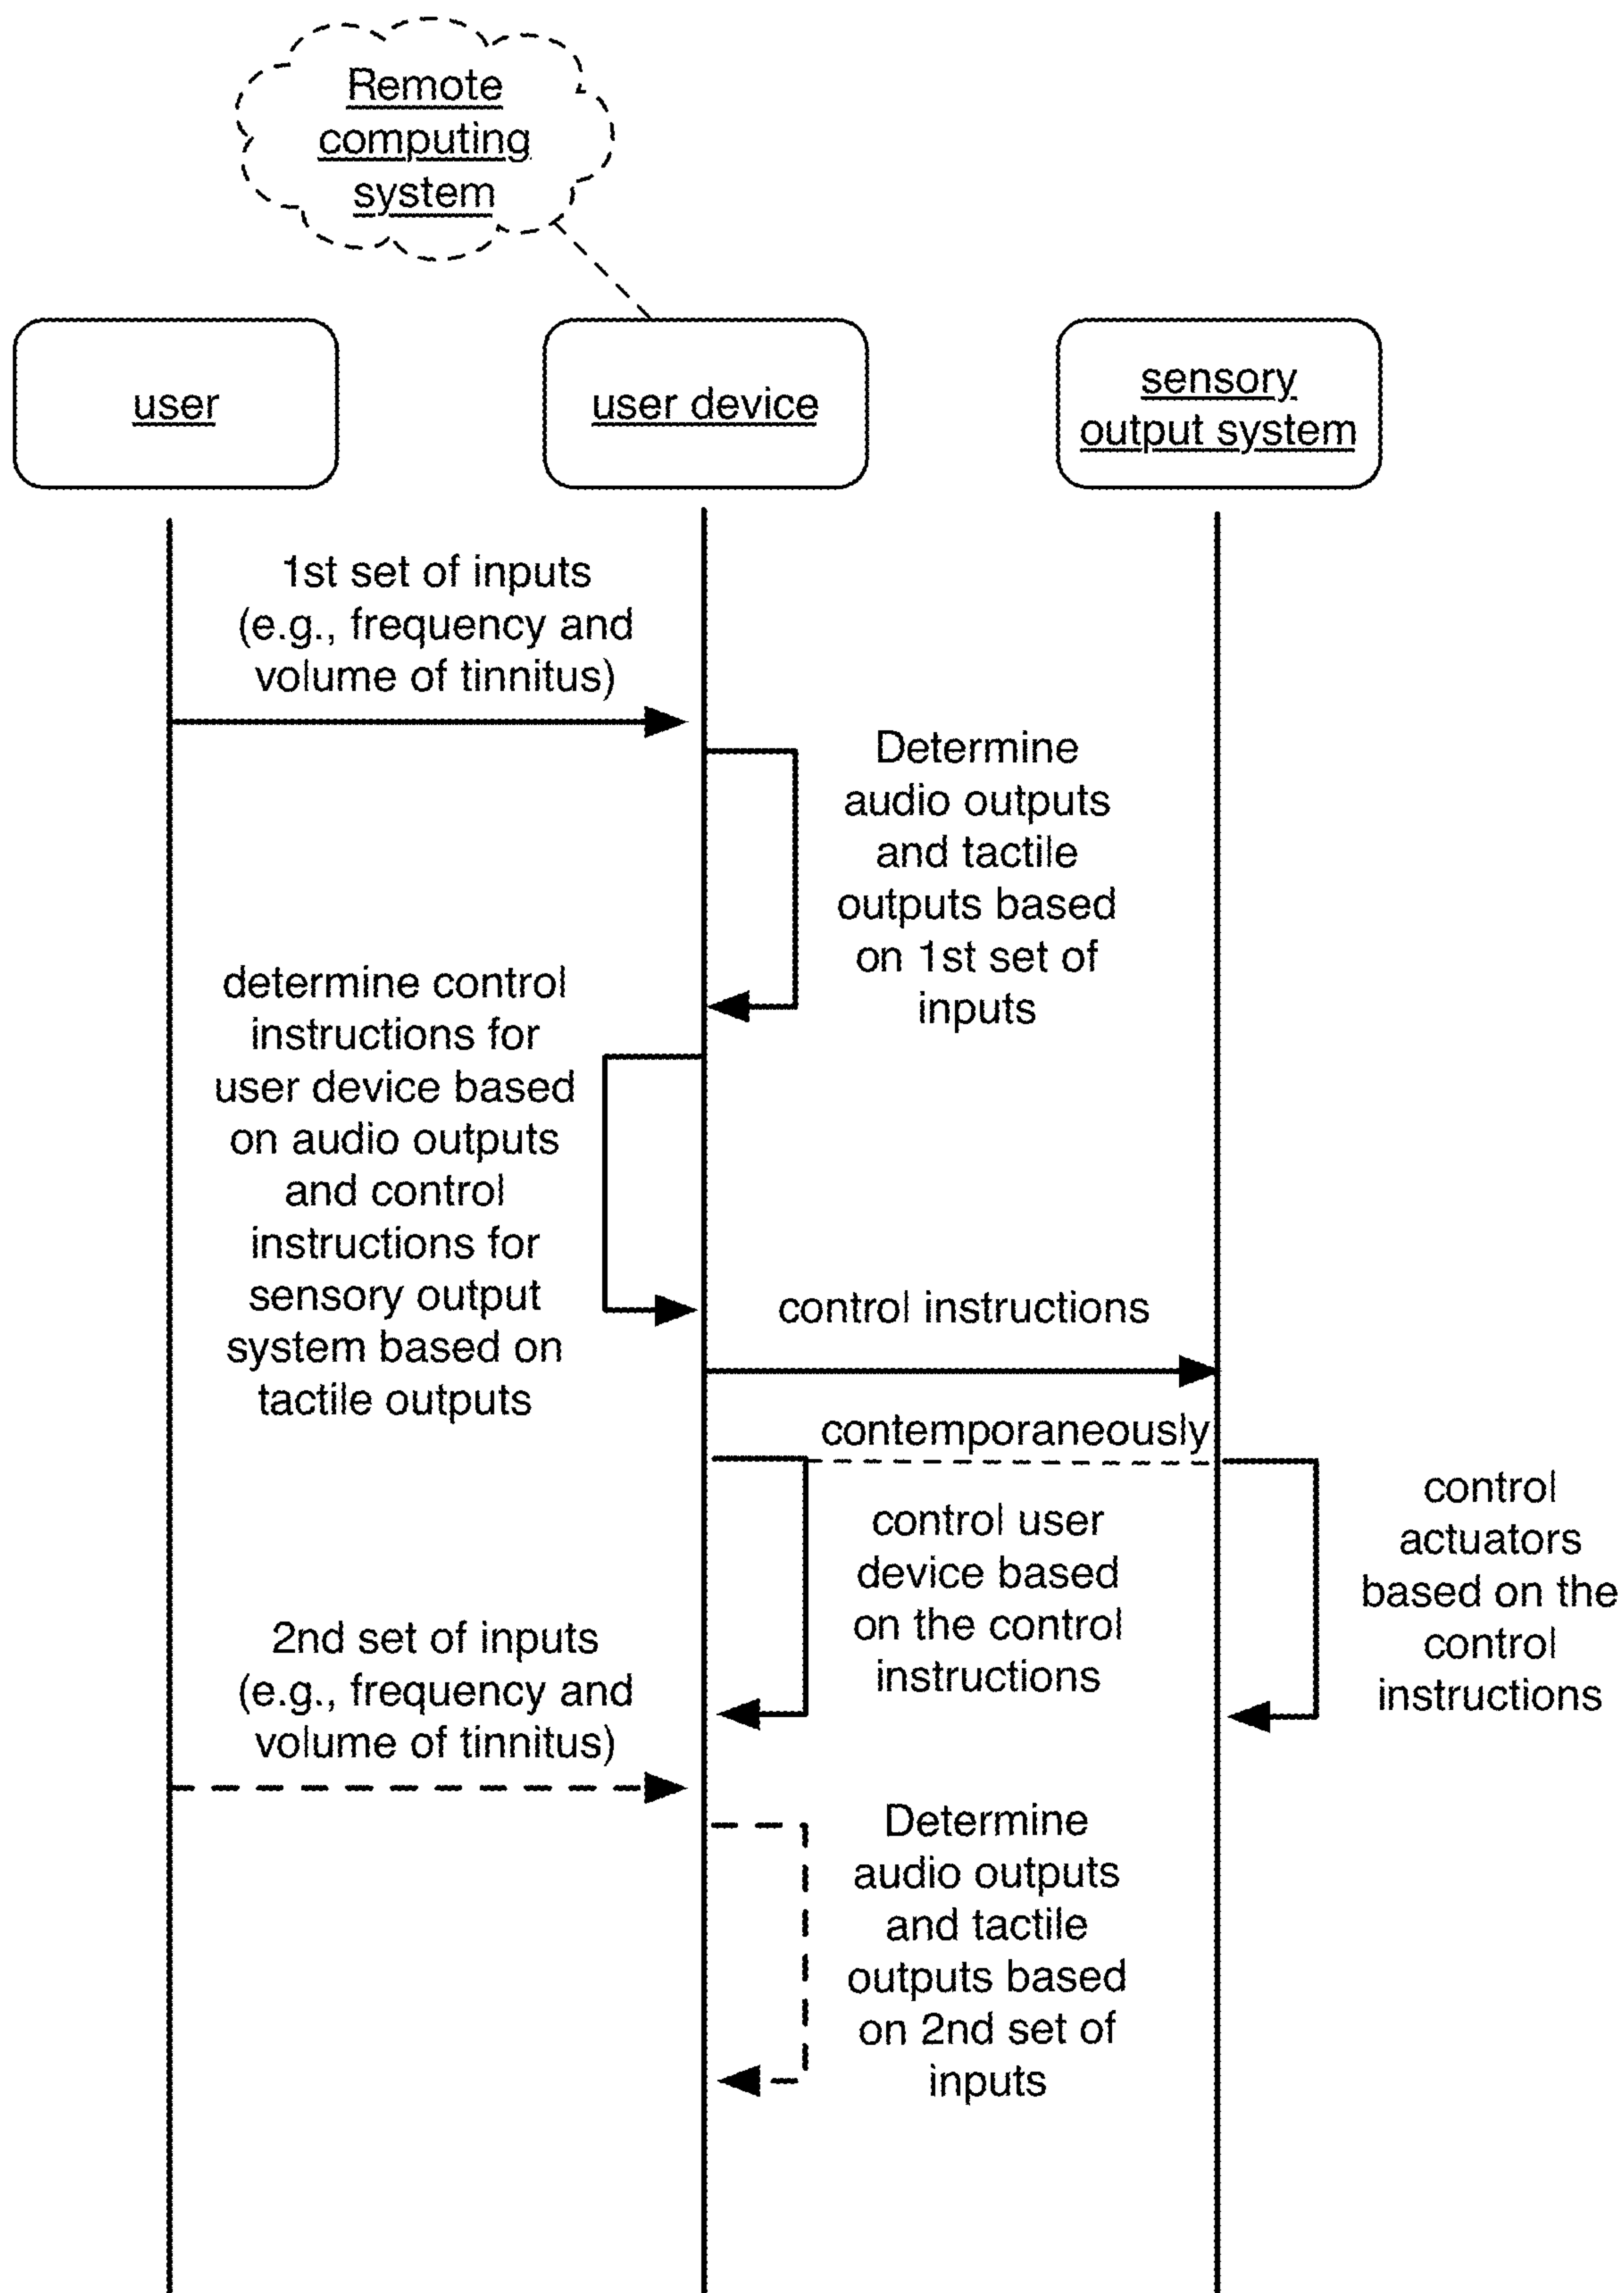 Remote
computing
system
user
user device
sensory
output system
1st set of inputs
(e.g., frequency and
volume of tinnitus)
Determine
audio outputs
and tactile
outputs based
on 1st set of
inputs
determine control
instructions for
user device based
on audio outputs
and control
instructions for
sensory output
system based on
tactile outputs
control instructions
contemporaneously
control user
device based
on the control
instructions
control
actuators
based on the
control
instructions
2nd set of inputs
(e.g., frequency and
volume of tinnitus)
Determine
audio outputs
and tactile
outputs based
on 2nd set of
inputs